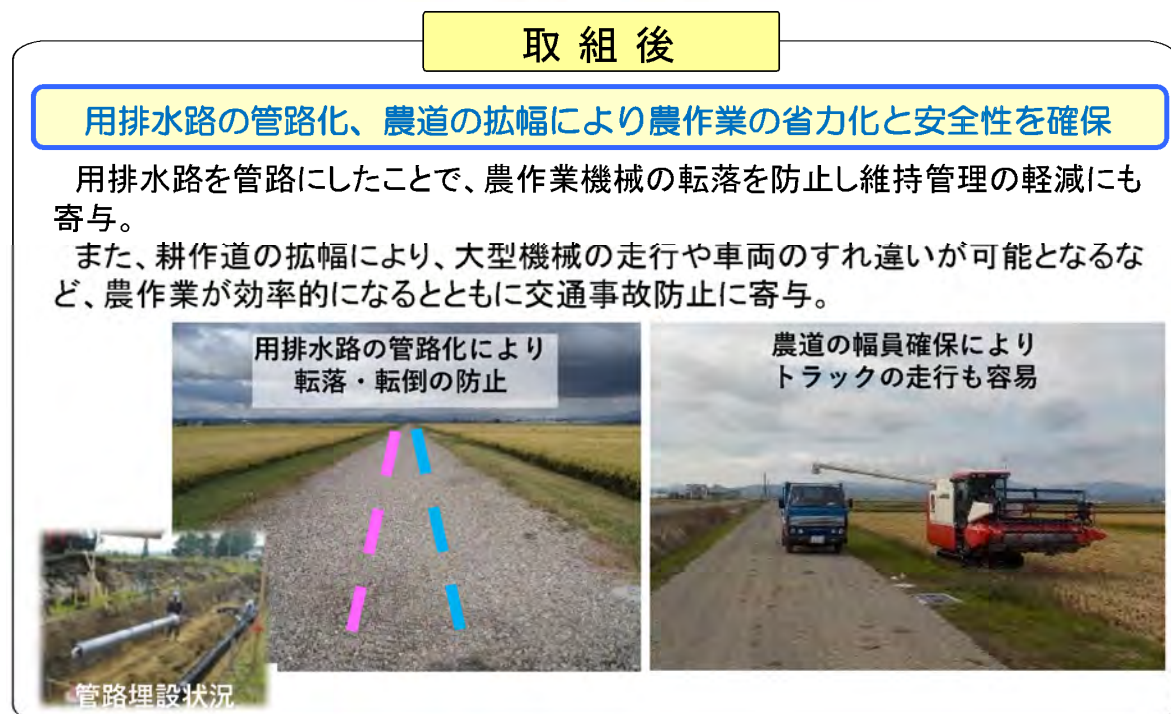 取組後
用排水路の管路化、農道の拡幅により農作業の省力化と安全性を確保
用排水路を管路にしたことで、農作業機械の転落を防止し維持管理の軽減にも
寄与。
また、耕作道の拡幅により、大型機械の走行や車両のすれ違いが可能となるな
ど、農作業が効率的になるとともに交通事故防止に寄与。
用排水路の管路化により
転落・転倒の防止
農道の幅員確保により
トラックの走行も容易
管路埋設状況